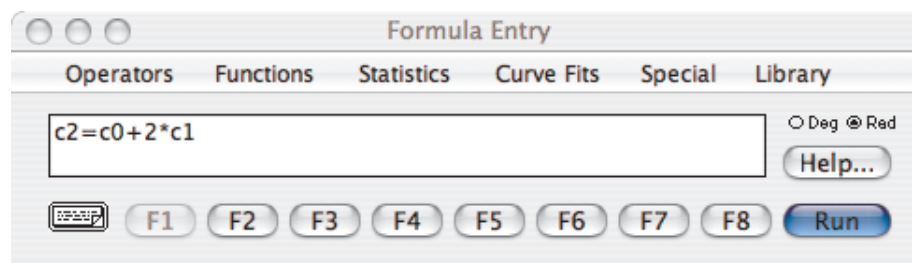 Formula Entry
Operators Functions Statistics Curve Fits Special Library
c2=c0+2*c1
Deg Rad
Help...
F1 F2 F3 F4 F5 F6 F7 F8 Run